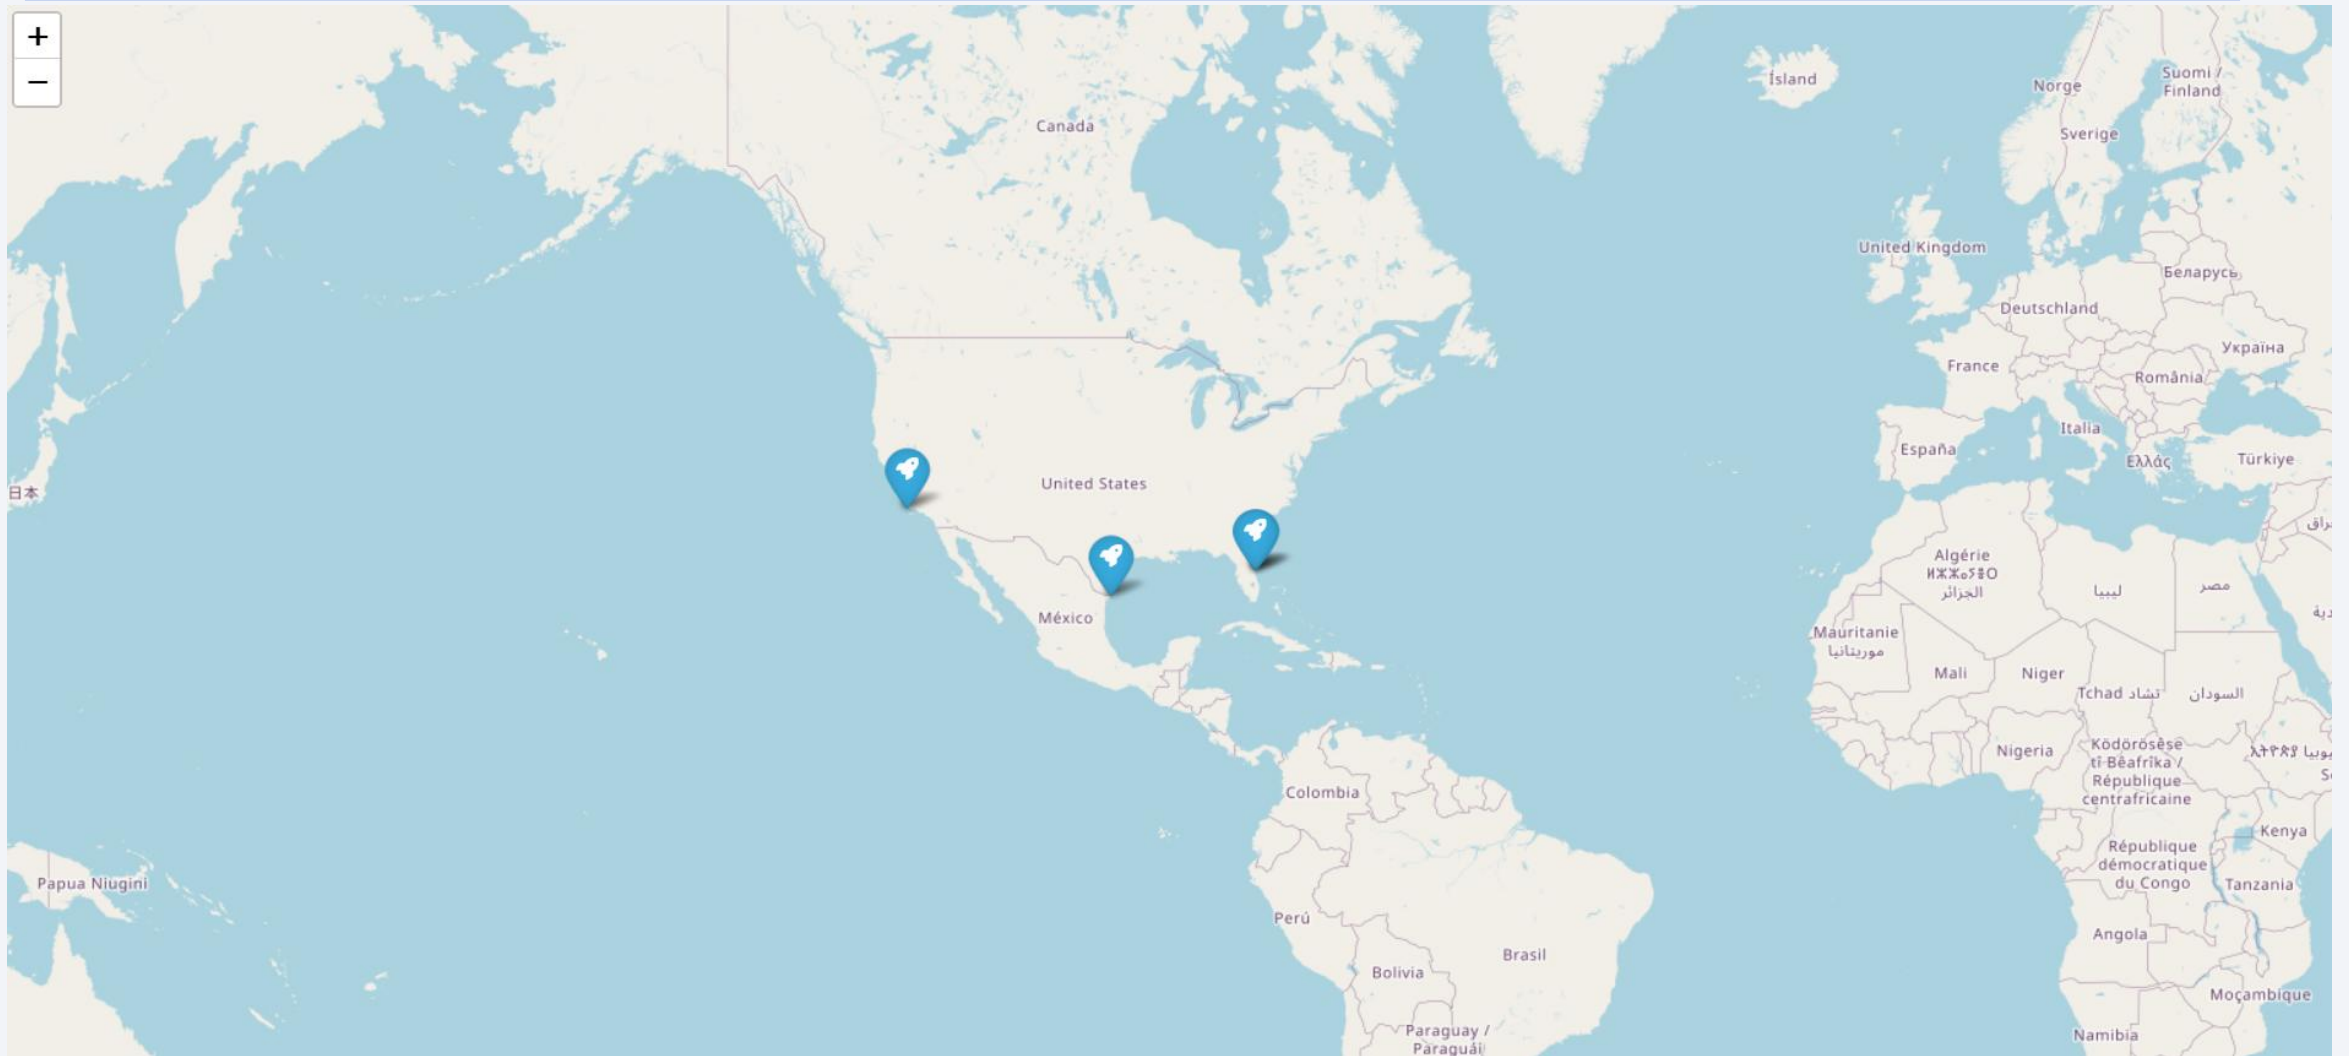 +
−
Ísland
Norge
Suomi /
Finland
Sverige
Canada
United Kingdom
Беларусь
Deutschland
Україна
France
România
Italia
España
Ελλάς
Türkiye
日本
United States
Algérie
ⵍⵣⵣⴰⵢⴻⵔ
الجزائر
ليبيا
مصر
México
Mauritanie
موريتانيا
Mali
Niger
Tchad تشاد
السودان
Nigeria
Ködörösêse
tî Bêafrîka /
République
centrafricaine
Colombia
Kenya
République
démocratique
du Congo
Tanzania
Papua Niugini
Perú
Angola
Brasil
Bolivia
Moçambique
Paraguay /
Paraguái
Namibia